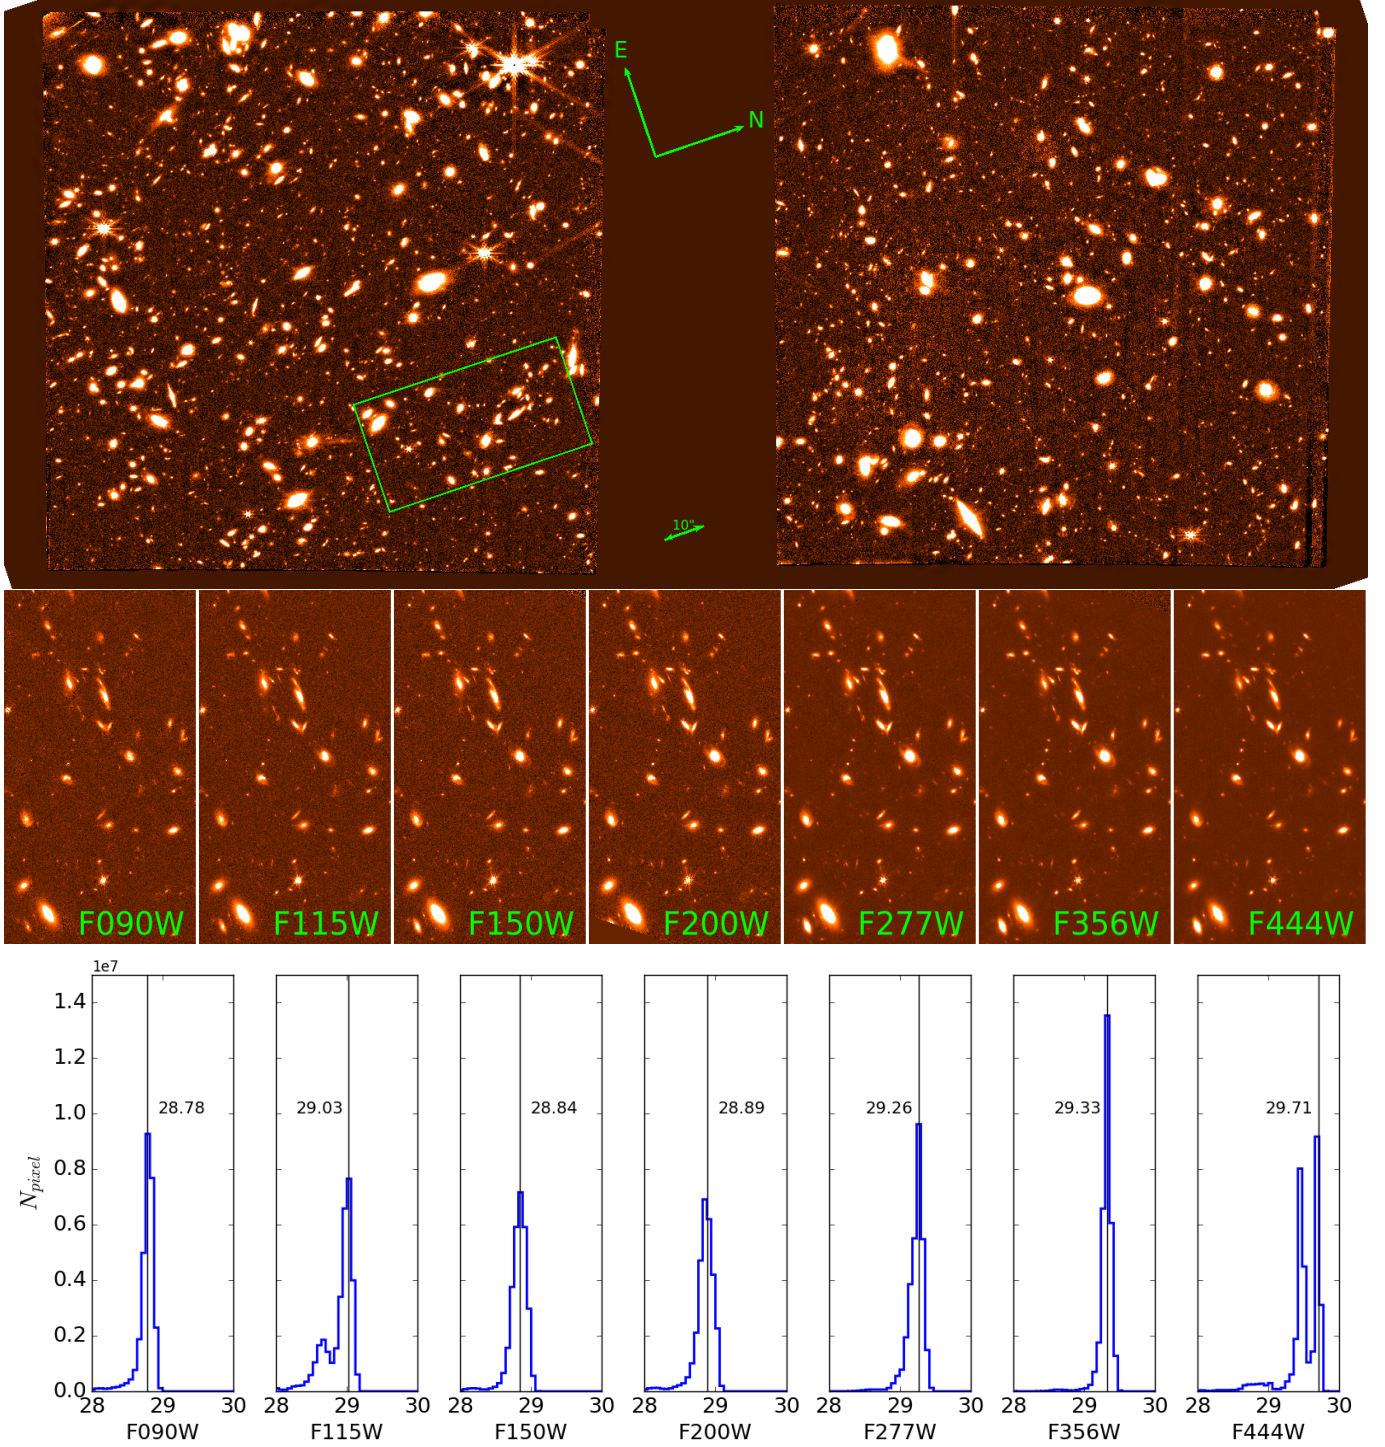 E
N
10"
F090W F115W F150W F200W F277W F356W F444W
1e7
1.4
1.2
1.0
0.8
0.6
0.4
0.2
0.0
N_pixel
28.78 29.03 28.84 28.89 29.26 29.33 29.71
28 29 30 28 29 30 28 29 30 28 29 30 28 29 30 28 29 30 28 29 30
F090W F115W F150W F200W F277W F356W F444W